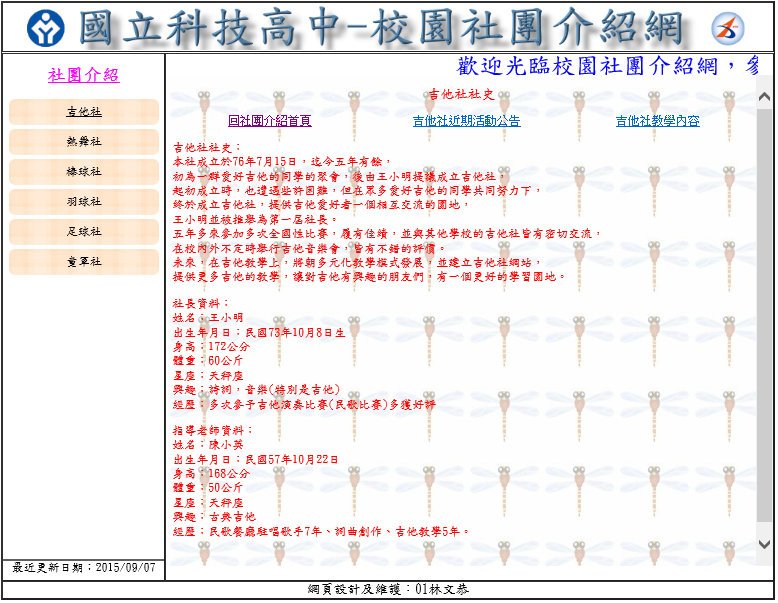 國立科技高中-校園社團介紹網
歡迎光臨校園社團介紹網，參
社團介紹
吉他社
熱舞社
棒球社
羽球社
足球社
童軍社
吉他社社史
回社團介紹首頁
吉他社近期活動公告
吉他社教學內容
吉他社社史：
本社成立於76年7月15日，迄今五年有餘，
初為一群愛好吉他的同學的聚會，後由王小明提議成立吉他社，
起初成立時，也遭遇些許困難，但在眾多愛好吉他的同學共同努力下，
終於成立吉他社，提供吉他愛好者一個相互交流的園地，
王小明並被推舉為第一屆社長。
五年多來參加多次全國性比賽，履有佳績，並與其他學校的吉他社皆有密切交流，
在校內外不定時舉行吉他音樂會，皆有不錯的評價。
未來，在吉他教學上，將朝多元化教學模式發展，並建立吉他社網站，
提供更多吉他的教學，讓對吉他有興趣的朋友們，有一個更好的學習園地。
社長資料：
姓名：王小明
出生年月日：民國73年10月8日生
身高：172公分
體重：60公斤
星座：天秤座
興趣：詩詞，音樂(特別是吉他)
經歷：多次參予吉他演奏比賽(民歌比賽)多獲好評
指導老師資料：
姓名：陳小英
出生年月日：民國57年10月22日
身高：168公分
體重：50公斤
星座：天秤座
興趣：古典吉他
經歷：民歌餐廳駐唱歌手7年、詞曲創作、吉他教學5年。
最近更新日期：2015/09/07
網頁設計及維護：01林文恭